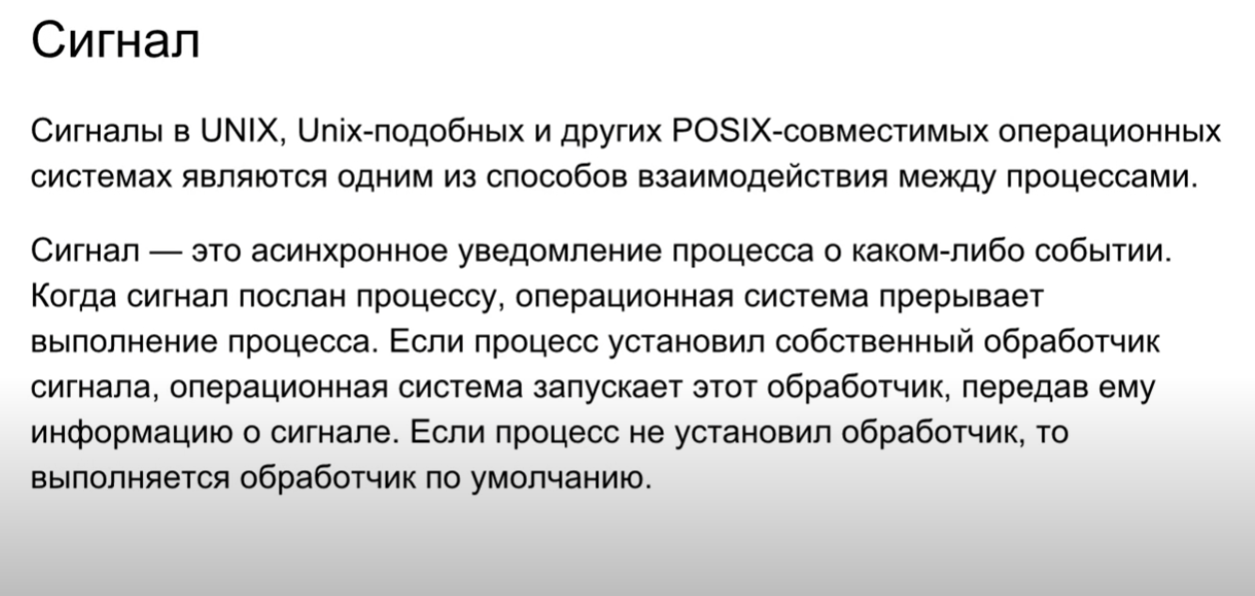 Сигнал
Сигналы в UNIX, Unix-подобных и других POSIX-совместимых операционных
системах являются одним из способов взаимодействия между процессами.
Сигнал — это асинхронное уведомление процесса о каком-либо событии.
Когда сигнал послан процессу, операционная система прерывает
выполнение процесса. Если процесс установил собственный обработчик
сигнала, операционная система запускает этот обработчик, передав ему
информацию о сигнале. Если процесс не установил обработчик, то
выполняется обработчик по умолчанию.